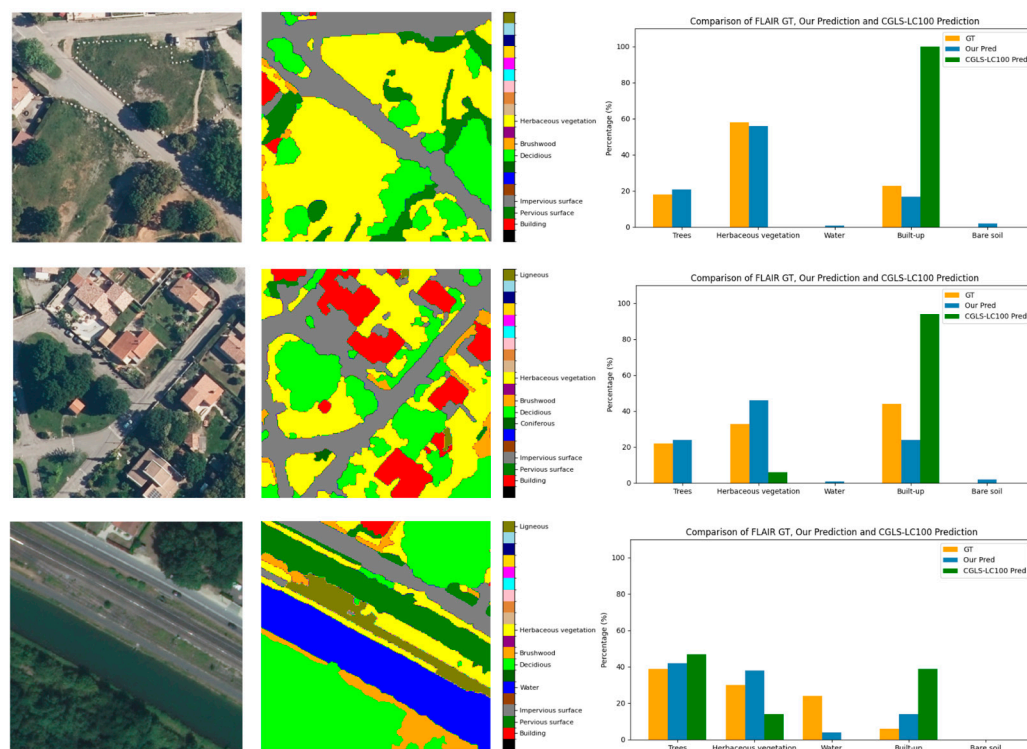 Herbaceous vegetation
Brushwood
Decidious
Impervious surface
Pervious surface
Building
Comparison of FLAIR GT, Our Prediction and CGLS-LC100 Prediction
GT
Our Pred
CGLS-LC100 Pred
Percentage (%)
100
80
60
40
20
0
Trees
Herbaceous vegetation
Water
Built-up
Bare soil
Ligneous
Herbaceous vegetation
Brushwood
Decidious
Coniferous
Impervious surface
Pervious surface
Building
Comparison of FLAIR GT, Our Prediction and CGLS-LC100 Prediction
GT
Our Pred
CGLS-LC100 Pred
Percentage (%)
100
80
60
40
20
0
Trees
Herbaceous vegetation
Water
Built-up
Bare soil
Ligneous
Herbaceous vegetation
Brushwood
Decidious
Water
Impervious surface
Pervious surface
Building
Comparison of FLAIR GT, Our Prediction and CGLS-LC100 Prediction
GT
Our Pred
CGLS-LC100 Pred
Percentage (%)
100
80
60
40
20
0
Trees
Herbaceous vegetation
Water
Built-up
Bare soil